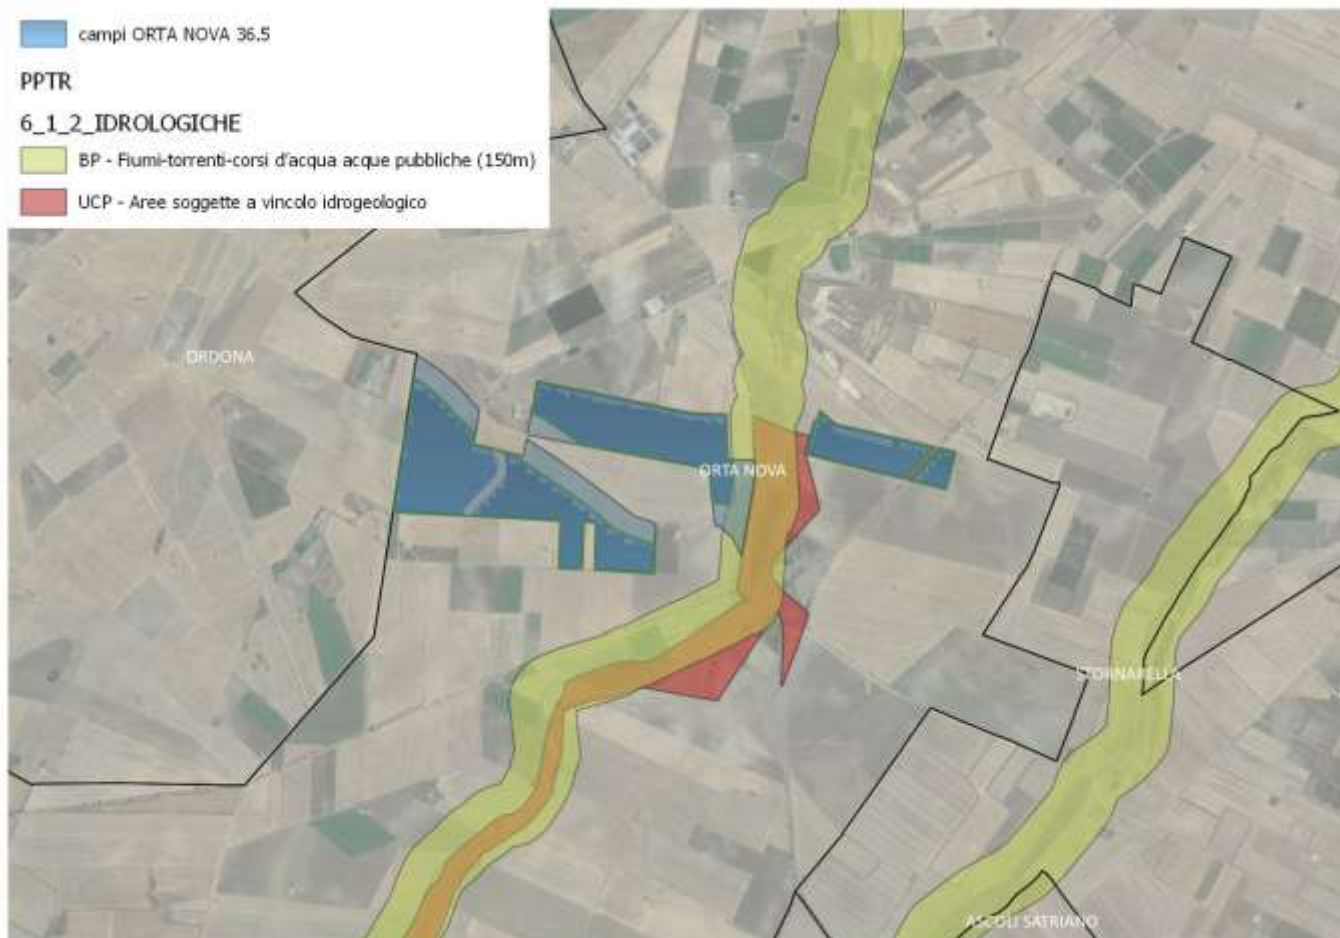 campi ORTA NOVA 36.5
PPTR
6_1_2_IDROLOGICHE
BP - Fiumi-torrenti-corsi d'acqua acque pubbliche (150m)
UCP - Aree soggette a vincolo idrogeologico
ORDONA
ORTA NOVA
STORNARELLA
ASCOLI SATRIANO